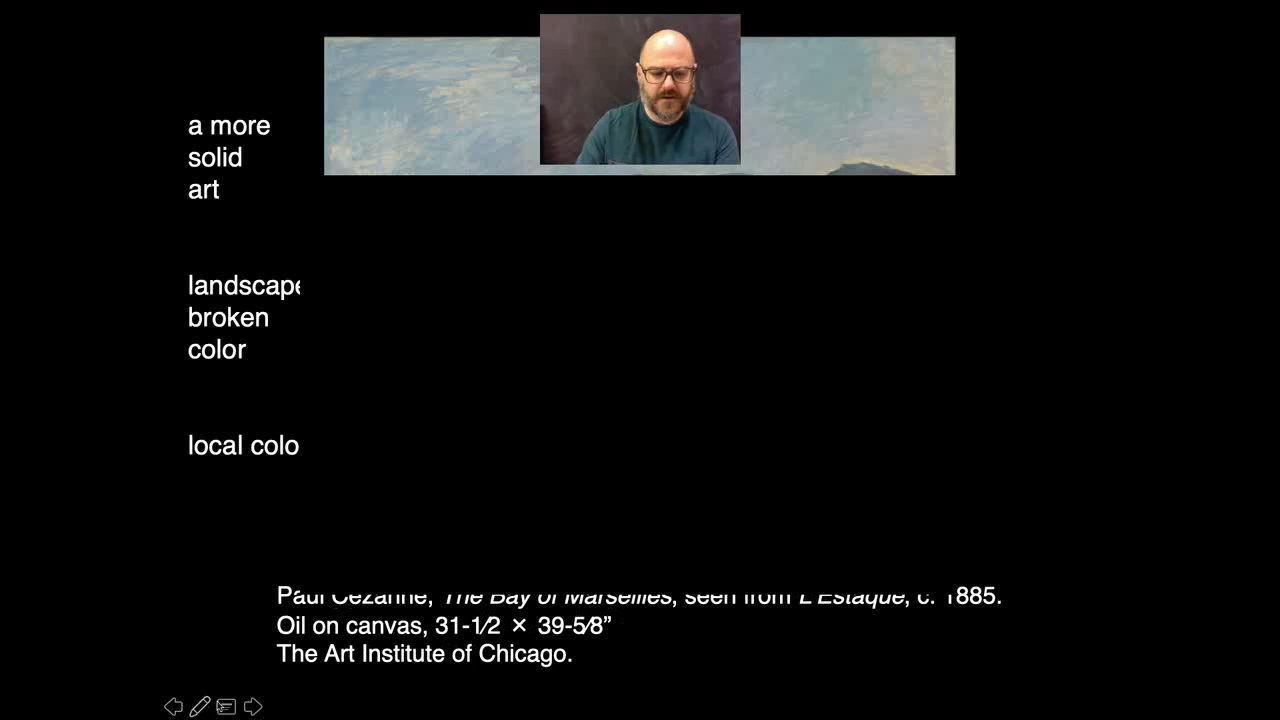 a more
solid
art
landscape
broken
color
local colo
Paul Cézanne, The Bay of Marseilles, seen from L'Estaque, c. 1885.
Oil on canvas, 31-1⁄2 × 39-5⁄8”
The Art Institute of Chicago.